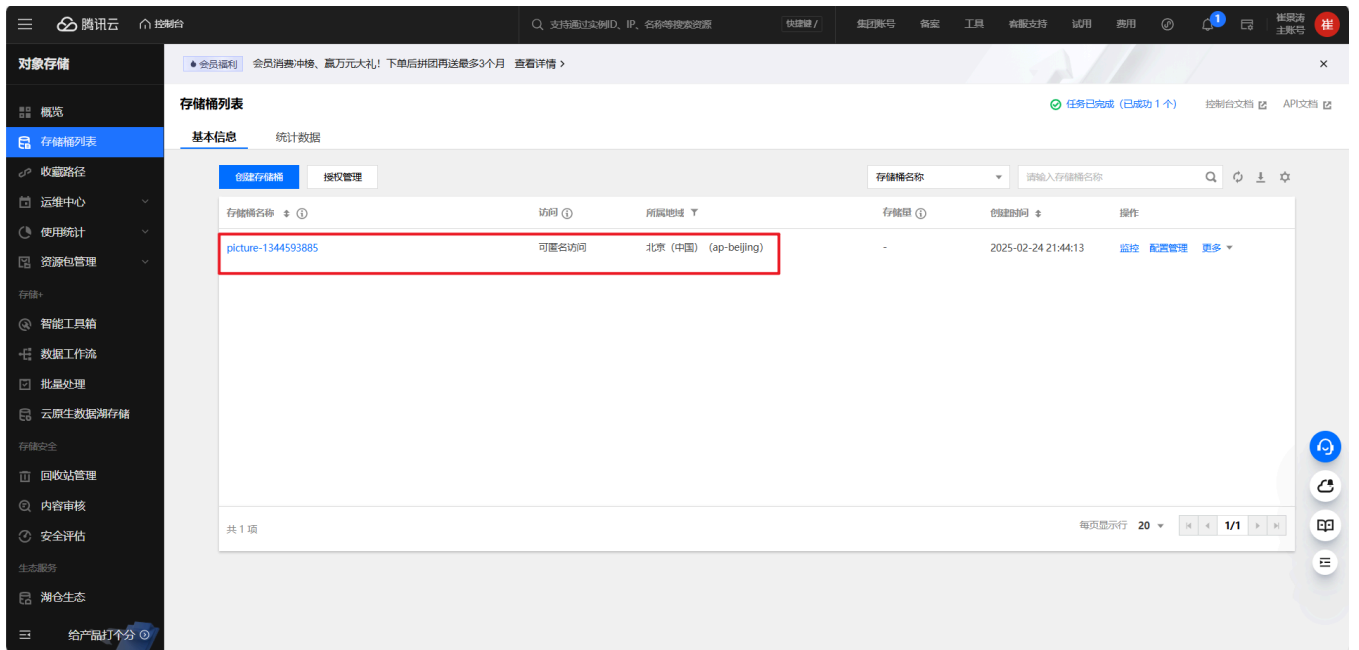 腾讯云 控制台 支持通过实例ID、IP、名称等搜索资源 快捷键 / 集团账号 备案 工具 客服支持 试用 费用 1 崔景涛 崔
主账号
对象存储
会员福利 会员消费冲榜、赢万元大礼！下单后拼团再送最多3个月 查看详情 ›
概览
存储桶列表
收藏路径
运维中心
使用统计
资源包管理
存储+
智能工具箱
数据工作流
批量处理
云原生数据湖存储
存储安全
回收站管理
内容审核
安全评估
生态服务
湖仓生态
给产品打个分
存储桶列表 任务已完成（已成功 1 个） 控制台文档 API文档
基本信息 统计数据
创建存储桶 授权管理 存储桶名称 请输入存储桶名称
存储桶名称 访问 所属地域 存储量 创建时间 操作
picture-1344593885 可匿名访问 北京（中国）（ap-beijing） - 2025-02-24 21:44:13 监控 配置管理 更多
共 1 项 每页显示行 20 1/1